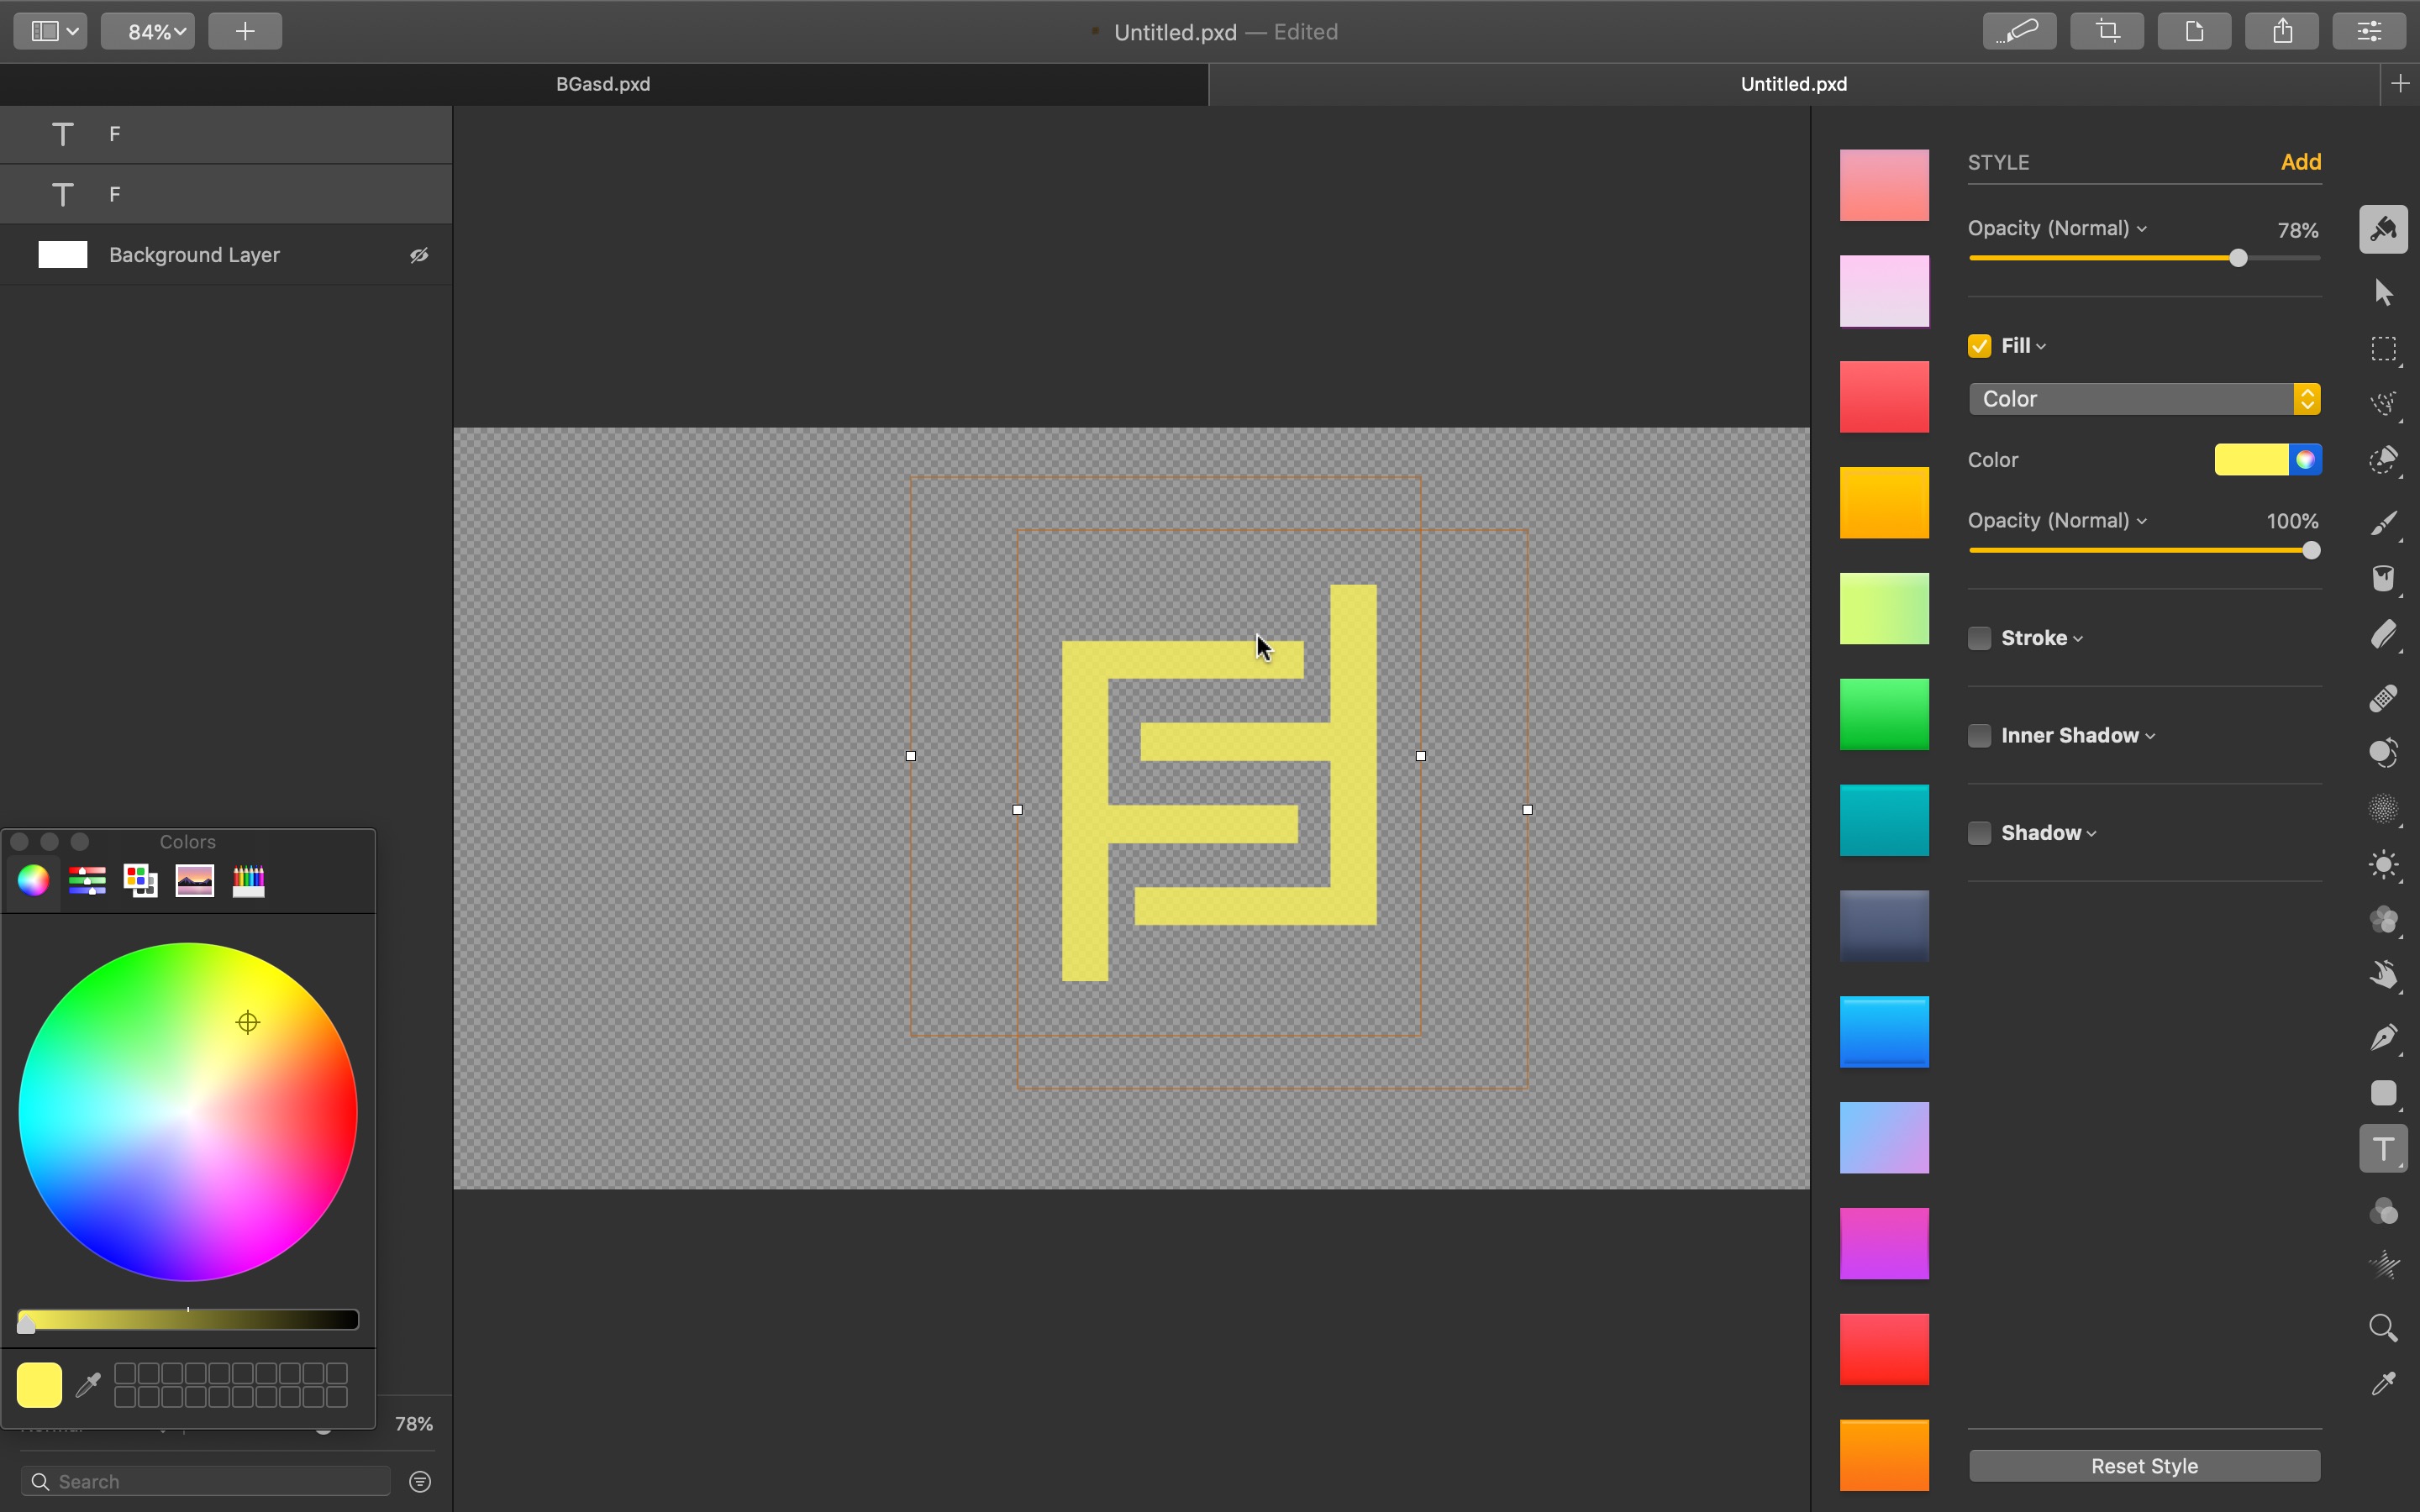 84%
Untitled.pxd — Edited
BGasd.pxd
Untitled.pxd
F
F
Background Layer
STYLE
Add
Opacity (Normal)
78%
Fill
Color
Color
Opacity (Normal)
100%
Stroke
Inner Shadow
Shadow
Reset Style
F
F
Colors
78%
Search